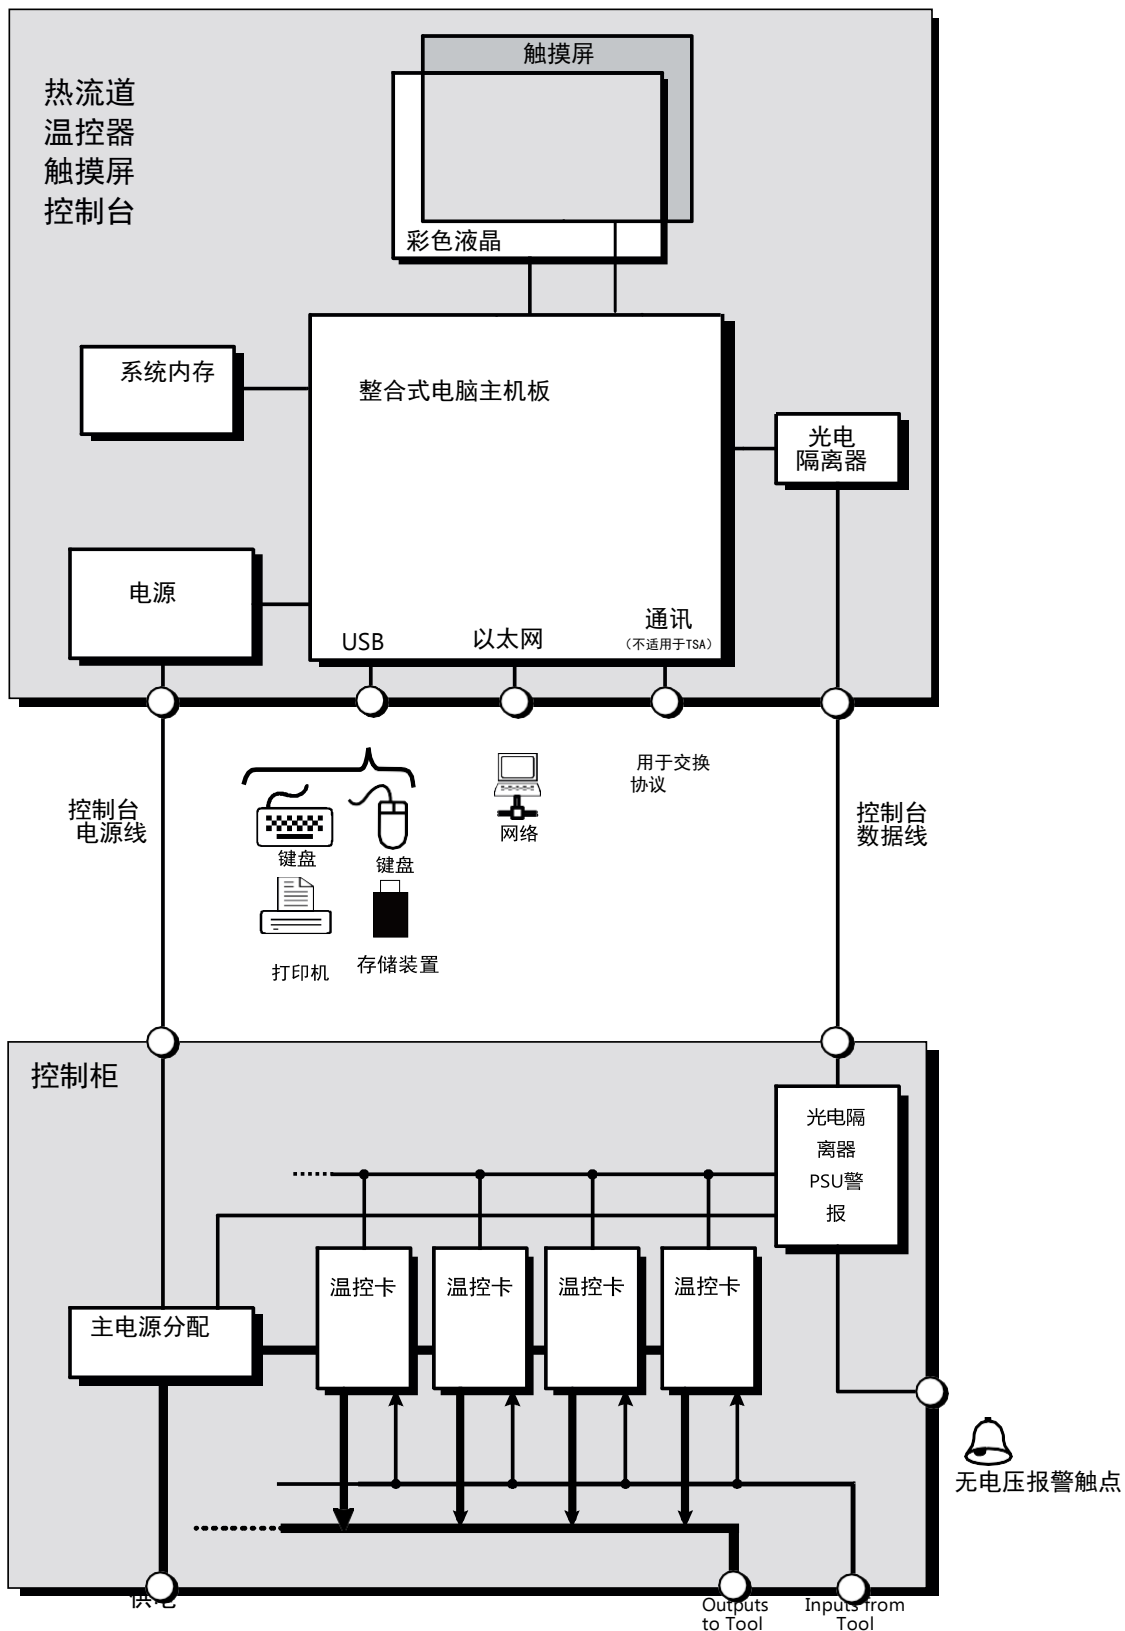 触摸屏
热流道
温控器
触摸屏
控制台
彩色液晶
系统内存
整合式电脑主机板
光电
隔离器
电源
USB
以太网
通讯
（不适用于TSA）
用于交换
协议
控制台
电源线
控制台
数据线
网络
键盘
键盘
打印机
存储装置
控制柜
光电隔
离器
PSU警
报
温控卡
温控卡
温控卡
温控卡
主电源分配
无电压报警触点
供电
Outputs
to Tool
Inputs from
Tool